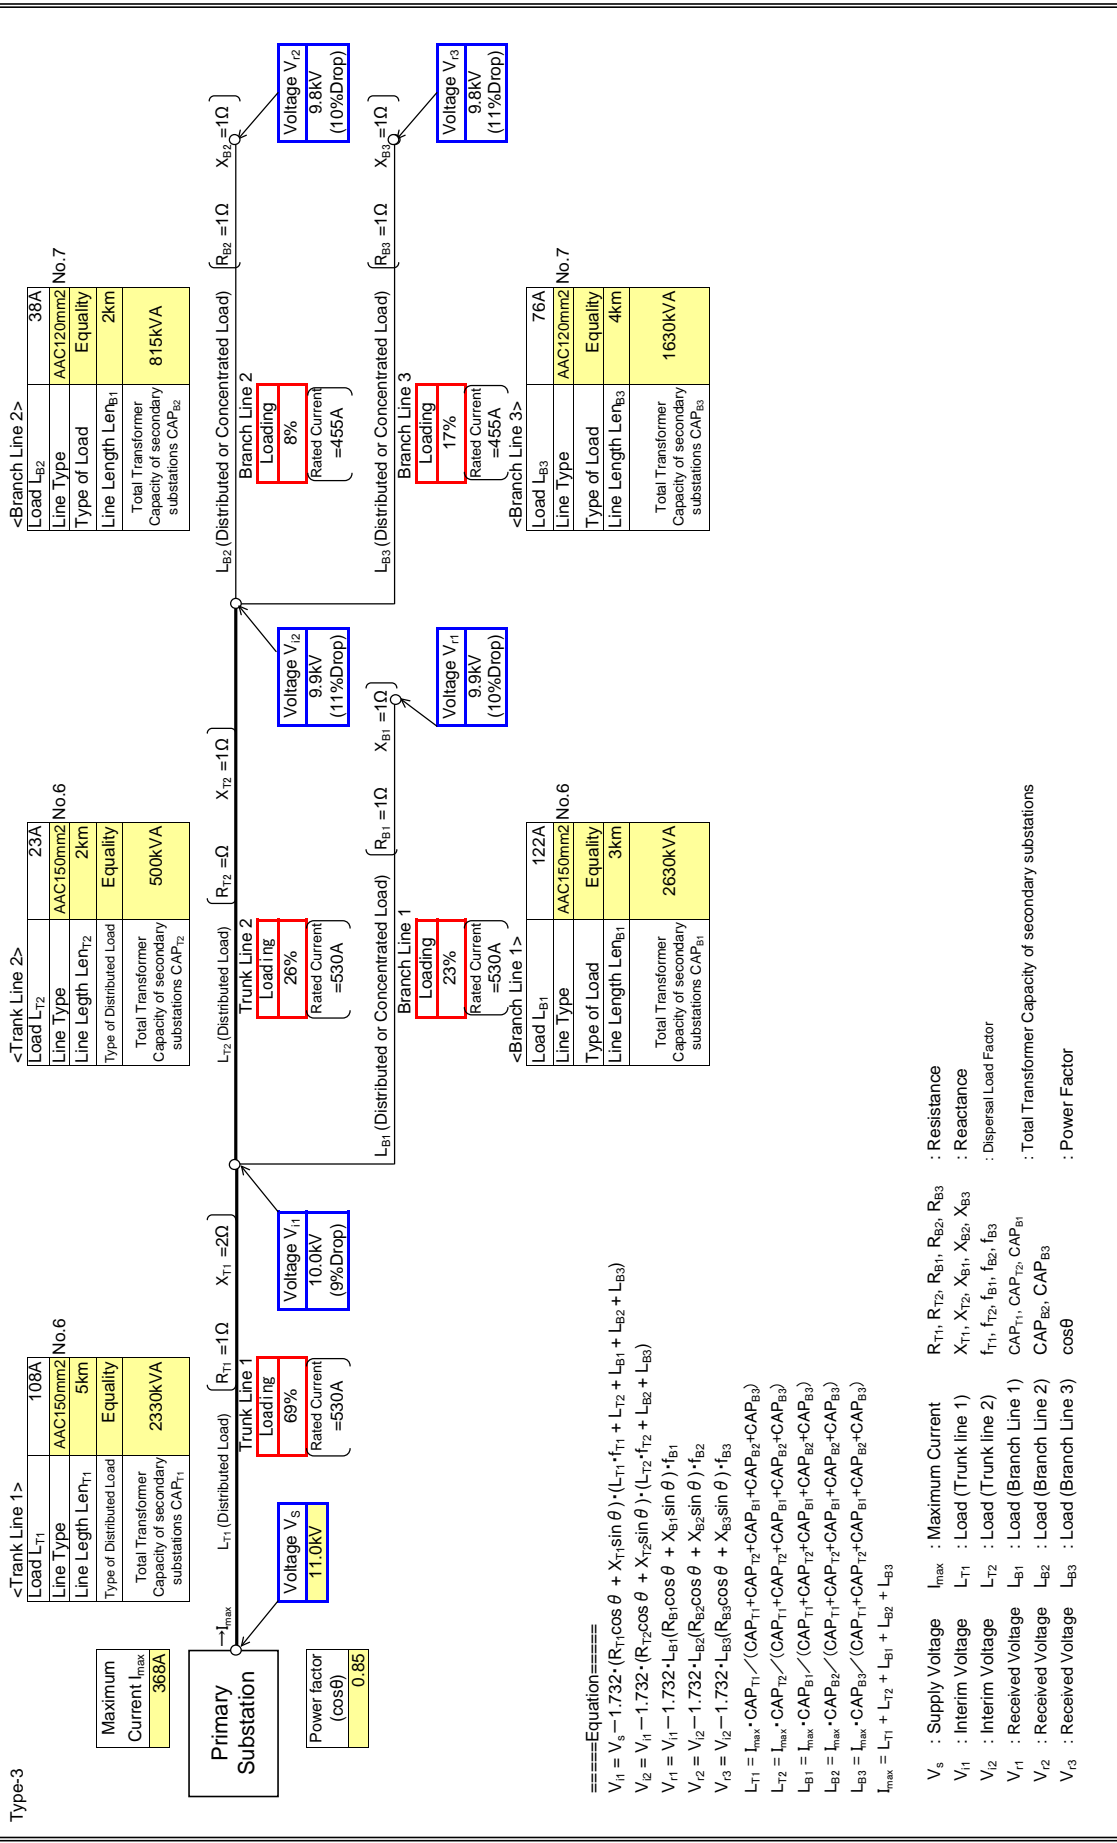 Type-3
Maximum
Current Imax
368A
Primary
Substation
Power factor
(cosθ)
0.85
→Imax
Voltage VS
11.0kV
<Trank Line 1>
Load LT1 108A
Line Type AAC150mm2 No.6
Line Legth LenT1 5km
Type of Distributed Load Equality
Total Transformer
Capacity of secondary
substations CAPT1
2330kVA
LT1 (Distributed Load) (RT1 =1Ω XT1 =2Ω)
Trunk Line 1
Loading
69%
(Rated Current
=530A)
Voltage Vi1
10.0kV
(9%Drop)
<Trank Line 2>
Load LT2 23A
Line Type AAC150mm2 No.6
Line Legth LenT2 2km
Type of Distributed Load Equality
Total Transformer
Capacity of secondary
substations CAPT2
500kVA
LT2 (Distributed Load) (RT2 =Ω XT2 =1Ω)
Trunk Line 2
Loading
26%
(Rated Current
=530A)
Voltage Vi2
9.9kV
(11%Drop)
LB1 (Distributed or Concentrated Load) (RB1 =1Ω XB1 =1Ω)
Branch Line 1
Loading
23%
(Rated Current
=530A)
Voltage Vr1
9.9kV
(10%Drop)
<Branch Line 1>
Load LB1 122A
Line Type AAC150mm2 No.6
Type of Load Equality
Line Length LenB1 3km
Total Transformer
Capacity of secondary
substations CAPB1
2630kVA
<Branch Line 2>
Load LB2 38A
Line Type AAC120mm2 No.7
Type of Load Equality
Line Length LenB1 2km
Total Transformer
Capacity of secondary
substations CAPB2
815kVA
LB2 (Distributed or Concentrated Load) (RB2 =1Ω XB2 =1Ω)
Branch Line 2
Loading
8%
(Rated Current
=455A)
Voltage Vr2
9.8kV
(10%Drop)
LB3 (Distributed or Concentrated Load) (RB3 =1Ω XB3 =1Ω)
Branch Line 3
Loading
17%
(Rated Current
=455A)
Voltage Vr3
9.8kV
(11%Drop)
<Branch Line 3>
Load LB3 76A
Line Type AAC120mm2 No.7
Type of Load Equality
Line Length LenB3 4km
Total Transformer
Capacity of secondary
substations CAPB3
1630kVA
=====Equation=====
Vi1 = Vs −1.732・(RT1cosθ + XT1sinθ)・(LT1・fT1 + LT2 + LB1 + LB2 + LB3)
Vi2 = Vi1 −1.732・(RT2cosθ + XT2sinθ)・(LT2・fT2 + LB2 + LB3)
Vr1 = Vi1 −1.732・LB1(RB1cosθ + XB1sinθ)・fB1
Vr2 = Vi2 −1.732・LB2(RB2cosθ + XB2sinθ)・fB2
Vr3 = Vi2 −1.732・LB3(RB3cosθ + XB3sinθ)・fB3
LT1 = Imax・CAPT1／(CAPT1+CAPT2+CAPB1+CAPB2+CAPB3)
LT2 = Imax・CAPT2／(CAPT1+CAPT2+CAPB1+CAPB2+CAPB3)
LB1 = Imax・CAPB1／(CAPT1+CAPT2+CAPB1+CAPB2+CAPB3)
LB2 = Imax・CAPB2／(CAPT1+CAPT2+CAPB1+CAPB2+CAPB3)
LB3 = Imax・CAPB3／(CAPT1+CAPT2+CAPB1+CAPB2+CAPB3)
Imax = LT1 + LT2 + LB1 + LB2 + LB3
Vs : Supply Voltage Imax : Maximum Current RT1, RT2, RB1, RB2, RB3 : Resistance
Vi1 : Interim Voltage LT1 : Load (Trunk line 1) XT1, XT2, XB1, XB2, XB3 : Reactance
Vi2 : Interim Voltage LT2 : Load (Trunk line 2) fT1, fT2, fB1, fB2, fB3 : Dispersal Load Factor
Vr1 : Received Voltage LB1 : Load (Branch Line 1) CAPT1, CAPT2, CAPB1 : Total Transformer Capacity of secondary substations
Vr2 : Received Voltage LB2 : Load (Branch Line 2) CAPB2, CAPB3
Vr3 : Received Voltage LB3 : Load (Branch Line 3) cosθ : Power Factor